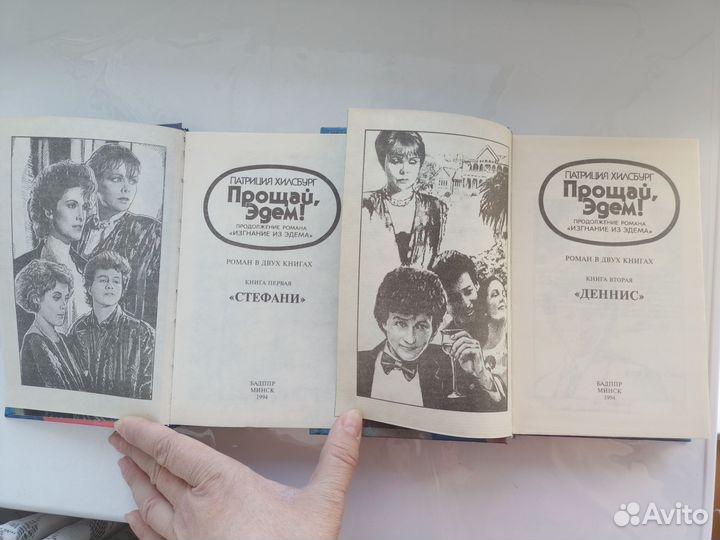 ПАТРИЦИЯ ХИЛСБУРГ
Прощай,
Эдем!
ПРОДОЛЖЕНИЕ РОМАНА
«ИЗГНАНИЕ ИЗ ЭДЕМА»
РОМАН В ДВУХ КНИГАХ
КНИГА ПЕРВАЯ
«СТЕФАНИ»
БАДППР
МИНСК
1994
ПАТРИЦИЯ ХИЛСБУРГ
Прощай,
Эдем!
ПРОДОЛЖЕНИЕ РОМАНА
«ИЗГНАНИЕ ИЗ ЭДЕМА»
РОМАН В ДВУХ КНИГАХ
КНИГА ВТОРАЯ
«ДЕННИС»
БАДППР
МИНСК
1994
Avito